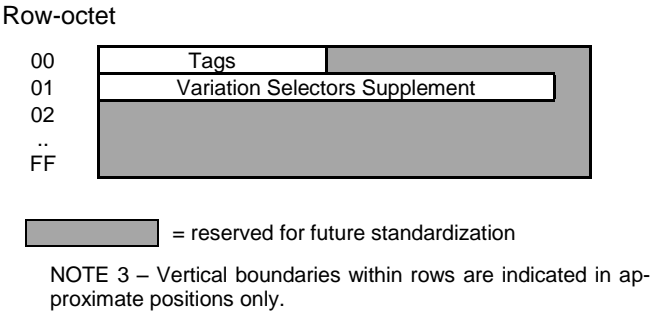 Row-octet
00 Tags
01 Variation Selectors Supplement
02
..
FF
= reserved for future standardization
NOTE 3 – Vertical boundaries within rows are indicated in ap-
proximate positions only.